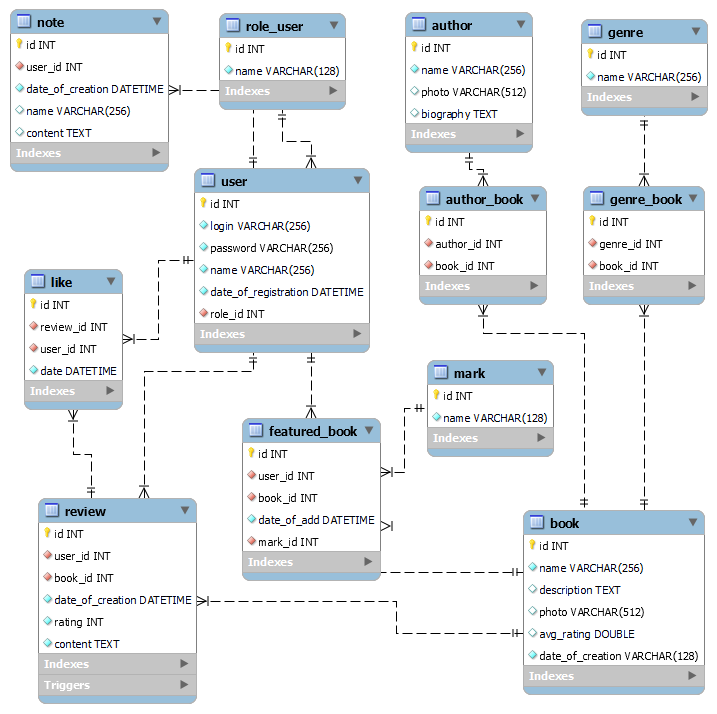 note
id INT
user_id INT
date_of_creation DATETIME
name VARCHAR(256)
content TEXT
Indexes
role_user
id INT
name VARCHAR(128)
Indexes
author
id INT
name VARCHAR(256)
photo VARCHAR(512)
biography TEXT
Indexes
genre
id INT
name VARCHAR(256)
Indexes
user
id INT
login VARCHAR(256)
password VARCHAR(256)
name VARCHAR(256)
date_of_registration DATETIME
role_id INT
Indexes
author_book
id INT
author_id INT
book_id INT
Indexes
genre_book
id INT
genre_id INT
book_id INT
Indexes
like
id INT
review_id INT
user_id INT
date DATETIME
Indexes
mark
id INT
name VARCHAR(128)
Indexes
featured_book
id INT
user_id INT
book_id INT
date_of_add DATETIME
mark_id INT
Indexes
review
id INT
user_id INT
book_id INT
date_of_creation DATETIME
rating INT
content TEXT
Indexes
Triggers
book
id INT
name VARCHAR(256)
description TEXT
photo VARCHAR(512)
avg_rating DOUBLE
date_of_creation VARCHAR(128)
Indexes